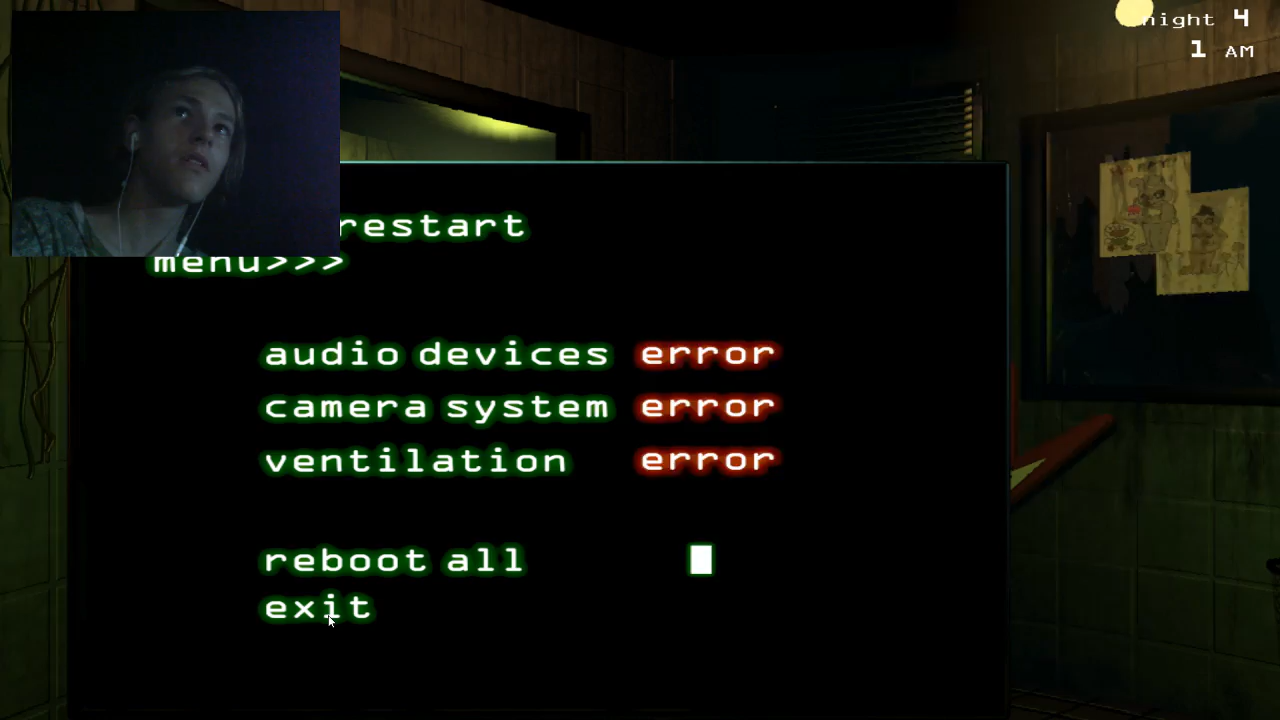 night 4
1 AM
restart
menu>>>
audio devices error
camera system error
ventilation error
reboot all
exit